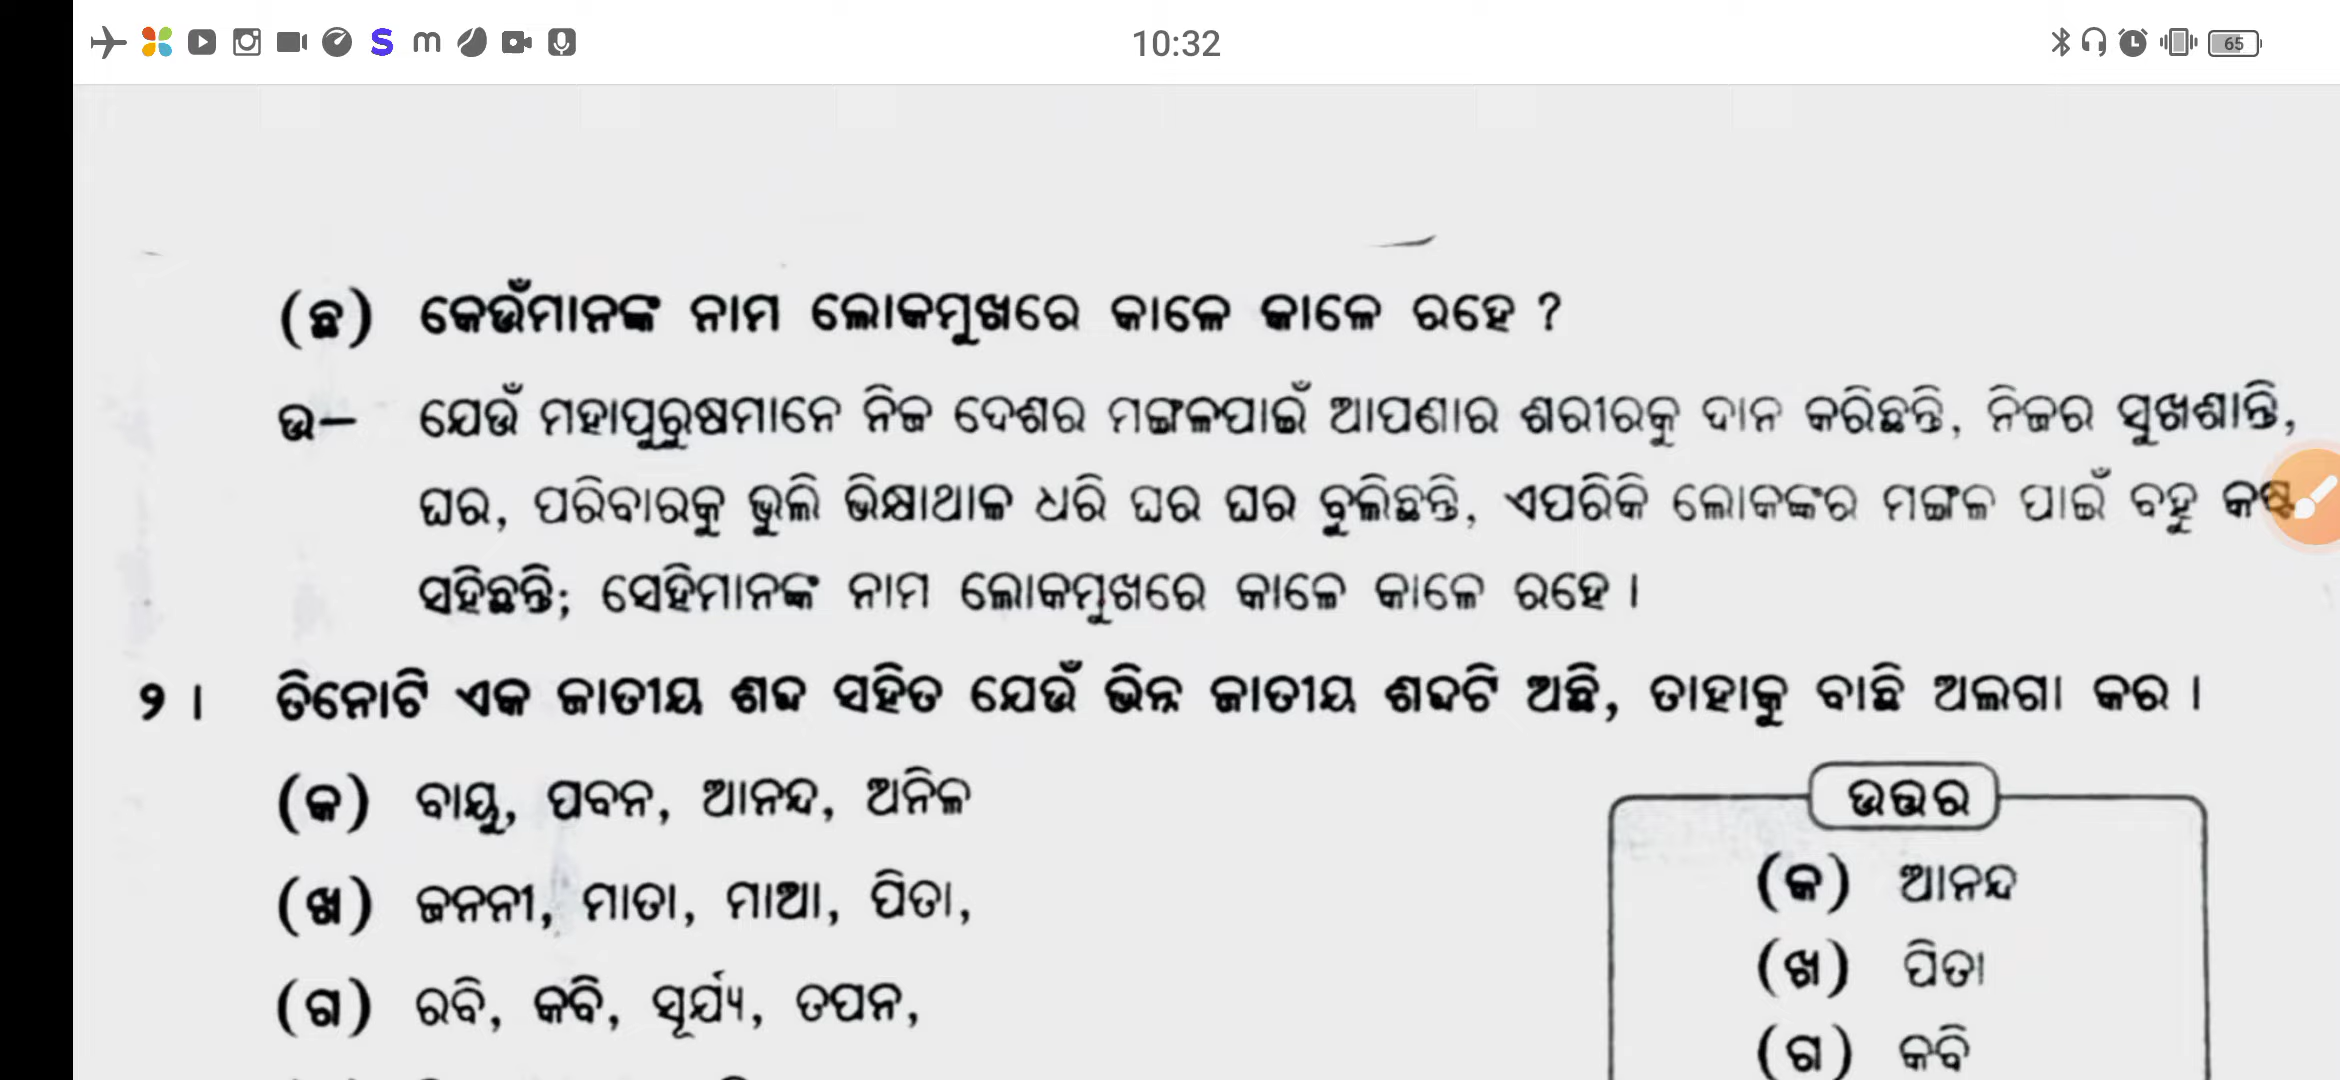 10:32
65
(ଛ) କେଉଁମାନଙ୍କ ନାମ ଲୋକମୁଖରେ କାଳେ କାଳେ ରହେ ?
ଉ— ଯେଉଁ ମହାପୁରୁଷମାନେ ନିଜ ଦେଶର ମଙ୍ଗଳପାଇଁ ଆପଣାର ଶରୀରକୁ ଦାନ କରିଛନ୍ତି, ନିଜର ସୁଖଶାନ୍ତି,
ଘର, ପରିବାରକୁ ଭୁଲି ଭିକ୍ଷାଥାଳ ଧରି ଘର ଘର ବୁଲିଛନ୍ତି, ଏପରିକି ଲୋକଙ୍କର ମଙ୍ଗଳ ପାଇଁ ବହୁ କଷ୍ଟ
ସହିଛନ୍ତି; ସେହିମାନଙ୍କ ନାମ ଲୋକମୁଖରେ କାଳେ କାଳେ ରହେ ।
୨ । ତିନୋଟି ଏକ ଜାତୀୟ ଶବ୍ଦ ସହିତ ଯେଉଁ ଭିନ୍ନ ଜାତୀୟ ଶବ୍ଦଟି ଅଛି, ତାହାକୁ ବାଛି ଅଲଗା କର ।
(କ) ବାୟୁ, ପବନ, ଆନନ୍ଦ, ଅନିଳ
(ଖ) ଜନନୀ, ମାତା, ମାଆ, ପିତା,
(ଗ) ରବି, କବି, ସୂର୍ଯ୍ୟ, ତପନ,
ଉତ୍ତର
(କ) ଆନନ୍ଦ
(ଖ) ପିତା
(ଗ) କବି